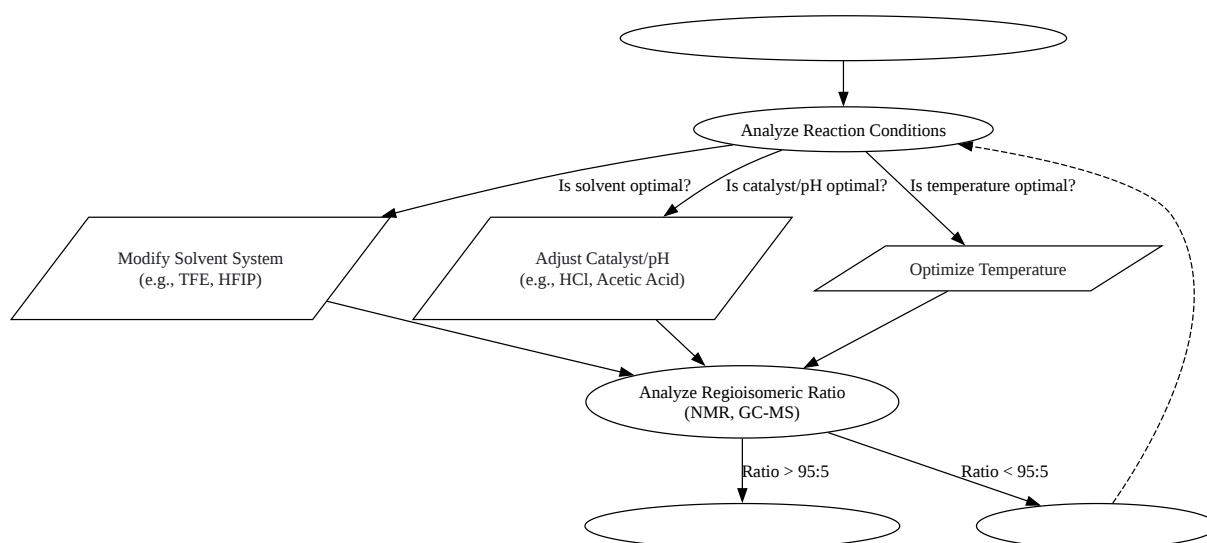 Analyze Reaction Conditions
Is solvent optimal?
Is catalyst/pH optimal?
Is temperature optimal?
Modify Solvent System
(e.g., TFE, HFIP)
Adjust Catalyst/pH
(e.g., HCl, Acetic Acid)
Optimize Temperature
Analyze Regioisomeric Ratio
(NMR, GC-MS)
Ratio > 95:5
Ratio < 95:5